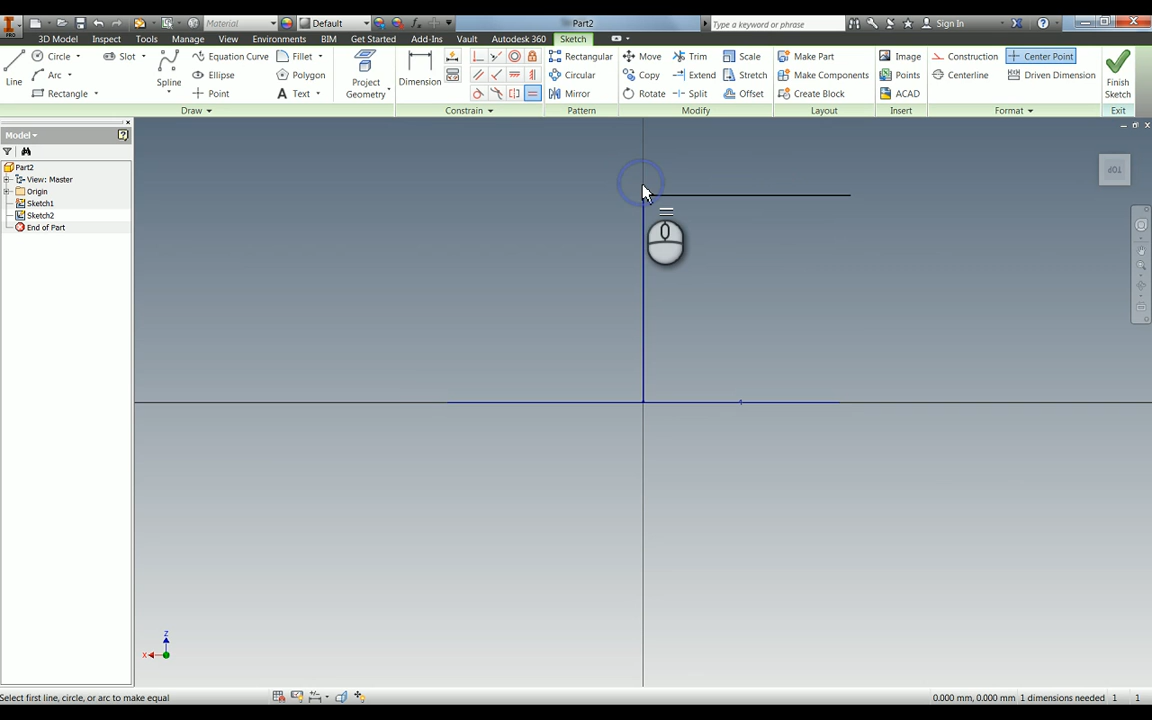 PRO Material Default Part2 Type a keyword or phrase Sign In
3D Model Inspect Tools Manage View Environments BIM Get Started Add-Ins Vault Autodesk 360 Sketch
Circle Slot Equation Curve Fillet Rectangular Move Trim Scale Make Part Construction Center Point Image
Line Arc Spline Ellipse Polygon Project Geometry Dimension Circular Copy Extend Stretch Make Components Points Centerline Driven Dimension Finish Sketch
Rectangle Point Text Mirror Rotate Split Offset Create Block ACAD
Draw Constrain Pattern Modify Layout Insert Format Exit
Model
Part2
View: Master
Origin
Sketch1
Sketch2
End of Part
TOP
Z
X
Select first line, circle, or arc to make equal 0.000 mm, 0.000 mm 1 dimensions needed 1 1